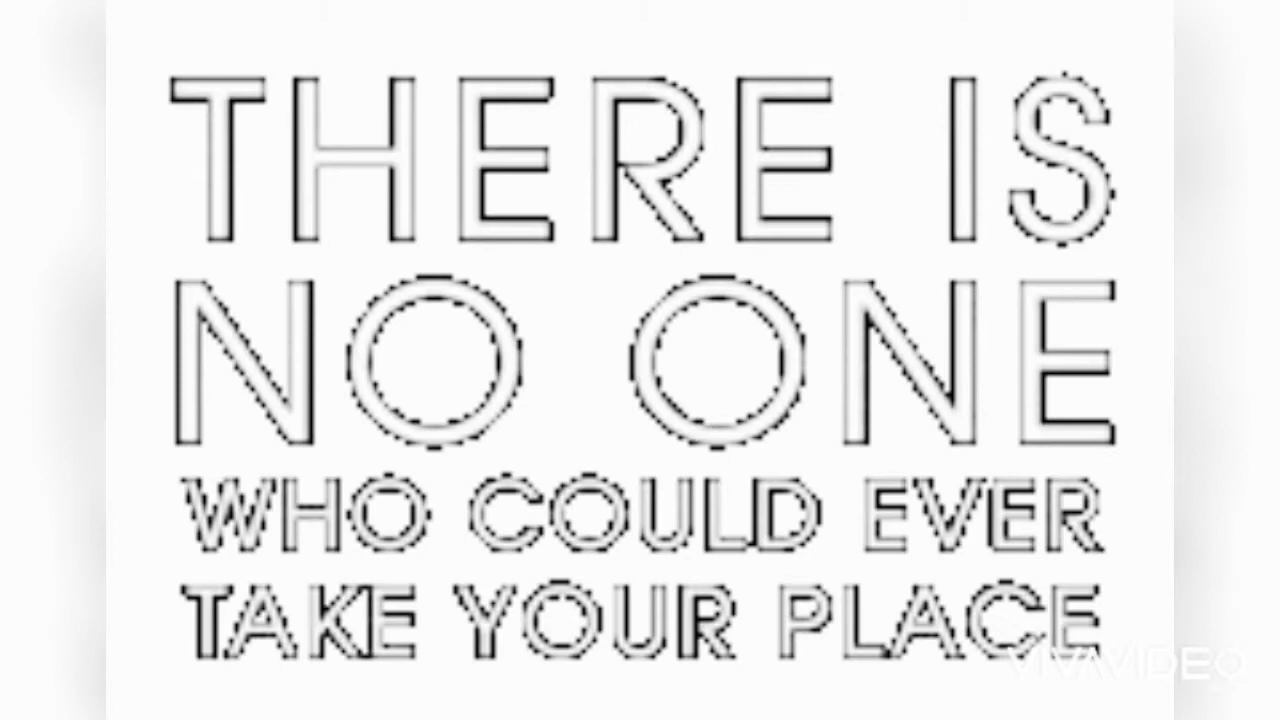 THERE IS
NO ONE
WHO COULD EVER
TAKE YOUR PLACE
VIVAVIDEO